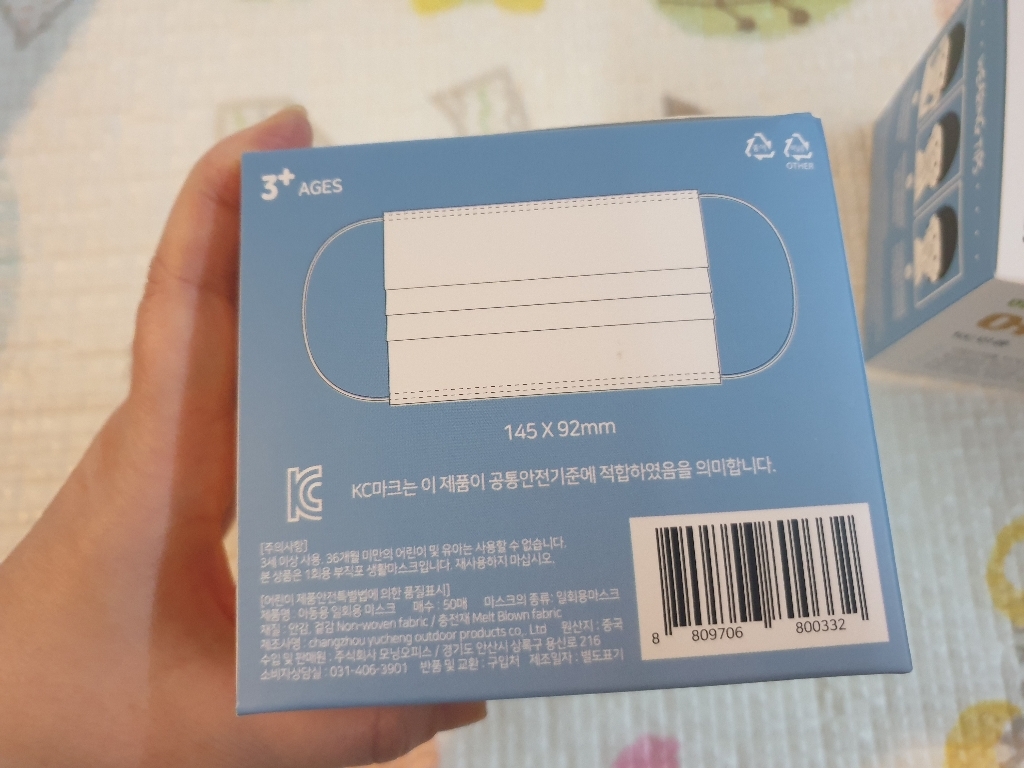 3+ AGES
OTHER
145 X 92mm
KC
KC마크는 이 제품이 공통안전기준에 적합하였음을 의미합니다.
[주의사항]
3세 이상 사용. 36개월 미만의 어린이 및 유아는 사용할 수 없습니다.
본 상품은 1회용 부직포 생활마스크입니다. 재사용하지 마십시오.
[어린이 제품안전특별법에 의한 품질표시]
제품명 : 아동용 일회용 마스크 매수 : 50매 마스크의 종류: 일회용마스크
재질 : 안감, 겉감 Non-woven fabric / 충전재 Melt Blown fabric
제조사명 : changzhou yucheng outdoor products co., Ltd 원산지 : 중국
수입 및 판매원 : 주식회사 모닝오피스 / 경기도 안산시 상록구 용신로 216
소비자상담실 : 031-406-3901 반품 및 교환 : 구입처 제조일자 : 별도표기
8 809706 800332